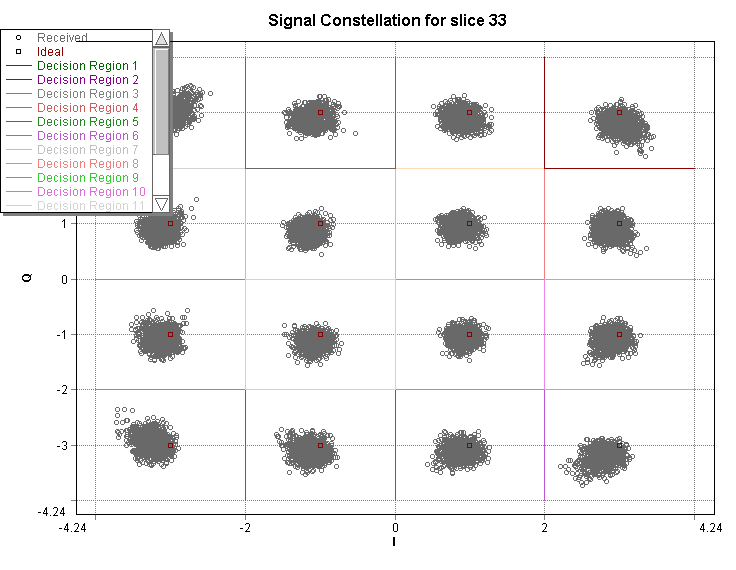 Signal Constellation for slice 33
Received
Ideal
Decision Region 1
Decision Region 2
Decision Region 3
Decision Region 4
Decision Region 5
Decision Region 6
Decision Region 7
Decision Region 8
Decision Region 9
Decision Region 10
Decision Region 11
1
0
-1
-2
-3
-4.24
Q
-4.24 -2 0 2 4.24
I